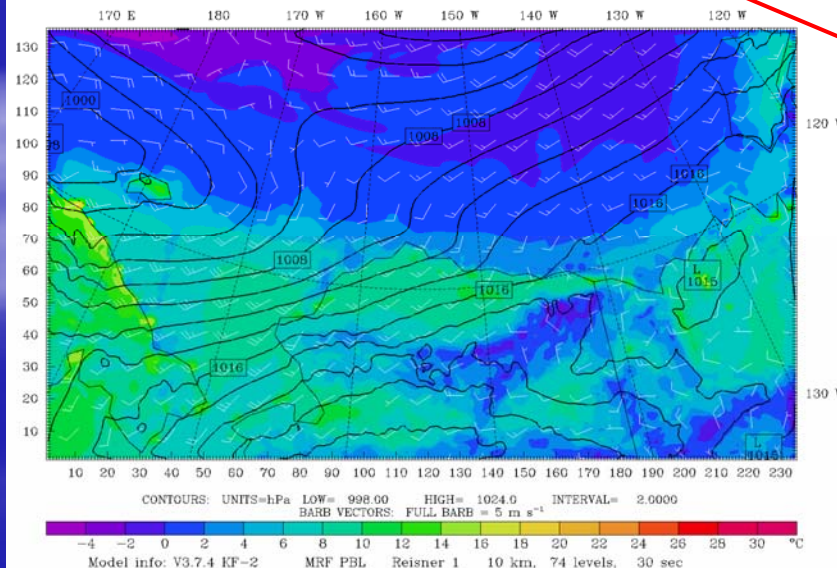 170 E 180 170 W 160 W 150 W 140 W 130 W 120 W
130
120
110
1000
100
120 W
1008
1008
90
1016
80
1016
70
1008
60
L
1015
50
1016
40
30
1016
20
130 W
10
L
1016
10 20 30 40 50 60 70 80 90 100 110 120 130 140 150 160 170 180 190 200 210 220 230
CONTOURS: UNITS=hPa LOW= 998.00 HIGH= 1024.0 INTERVAL= 2.0000
BARB VECTORS: FULL BARB = 5 m s⁻¹
-4 -2 0 2 4 6 8 10 12 14 16 18 20 22 24 26 28 30 °C
Model info: V3.7.4 KF-2 MRF PBL Reisner 1 10 km, 74 levels, 30 sec